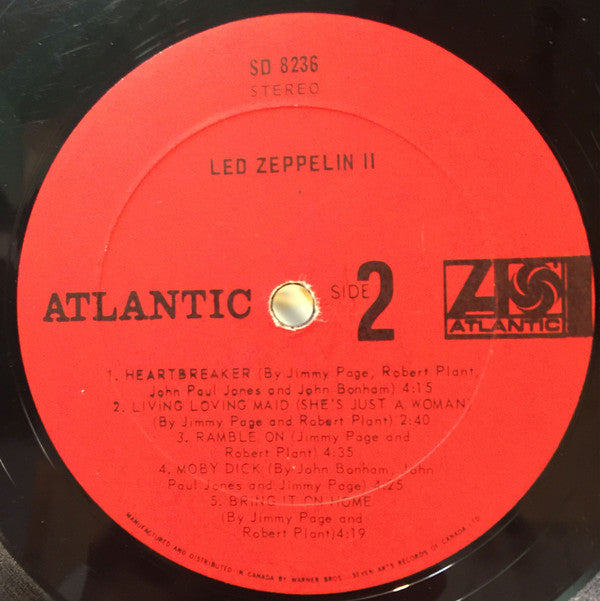 SD 8236
STEREO
LED ZEPPELIN II
ATLANTIC
SIDE 2
ATLANTIC
1. HEARTBREAKER (By Jimmy Page, Robert Plant,
John Paul Jones and John Bonham) 4:15
2. LIVING LOVING MAID (SHE'S JUST A WOMAN)
(By Jimmy Page and Robert Plant) 2:40
3. RAMBLE ON (Jimmy Page and
Robert Plant) 4:35
4. MOBY DICK (By John Bonham, John
Paul Jones and Jimmy Page) 4:25
5. BRING IT ON HOME
(By Jimmy Page and
Robert Plant)4:19
MANUFACTURED AND DISTRIBUTED IN CANADA BY WARNER BROS.-SEVEN ARTS RECORDS OF CANADA LTD.